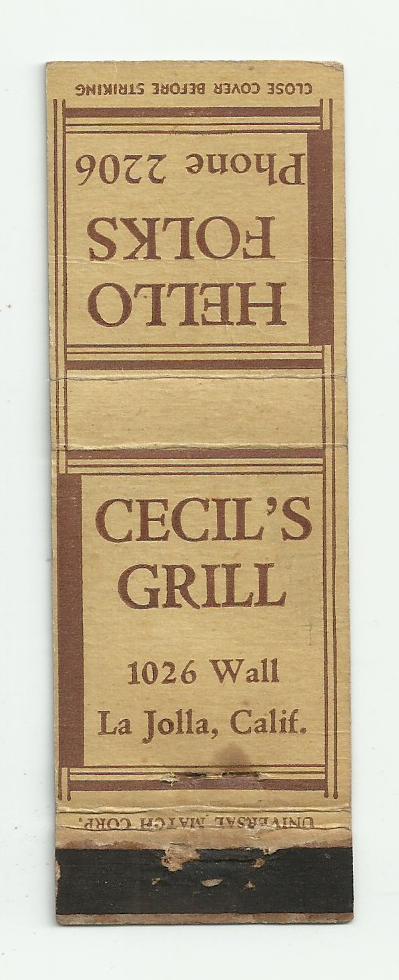 CLOSE COVER BEFORE STRIKING
HELLO
FOLKS
Phone 2206
CECIL'S
GRILL
1026 Wall
La Jolla, Calif.
UNIVERSAL MATCH CORP.